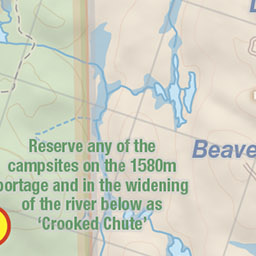 Reserve any of the
campsites on the 1580m
portage and in the widening
of the river below as
‘Crooked Chute’
Beave